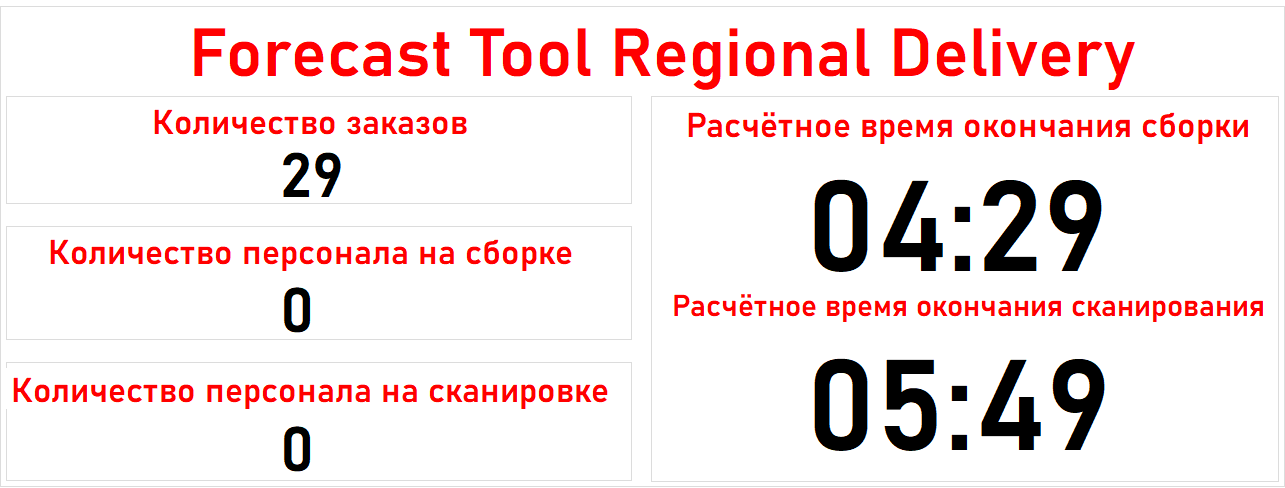 Forecast Tool Regional Delivery
Количество заказов
29
Количество персонала на сборке
0
Количество персонала на сканировке
0
Расчётное время окончания сборки
04:29
Расчётное время окончания сканирования
05:49